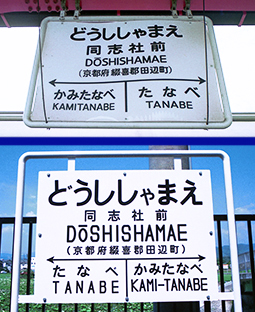 どうししゃまえ
同志社前
DŌSHISHAMAE
(京都府綴喜郡田辺町)
かみたなべ たなべ
KAMITANABE TANABE
どうししゃまえ
同志社前
DŌSHISHAMAE
(京都府綴喜郡田辺町)
たなべ かみたなべ
TANABE KAMI-TANABE